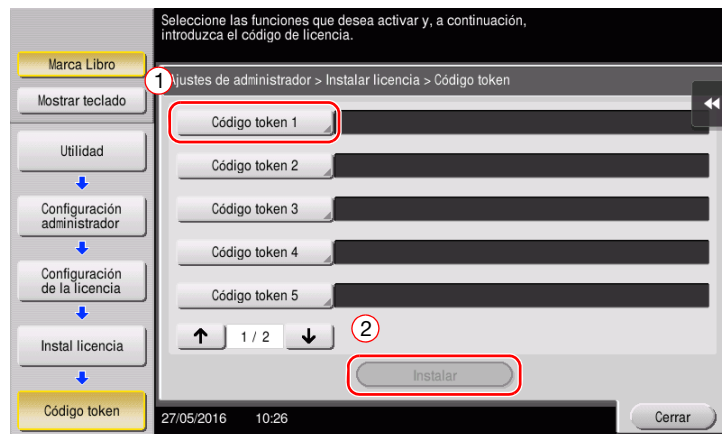 Seleccione las funciones que desea activar y, a continuación,
introduzca el código de licencia.
Marca Libro
Mostrar teclado
Utilidad
Configuración
administrador
Configuración
de la licencia
Instal licencia
Código token
1
Ajustes de administrador > Instalar licencia > Código token
Código token 1
Código token 2
Código token 3
Código token 4
Código token 5
1 / 2
2
Instalar
27/05/2016 10:26
Cerrar